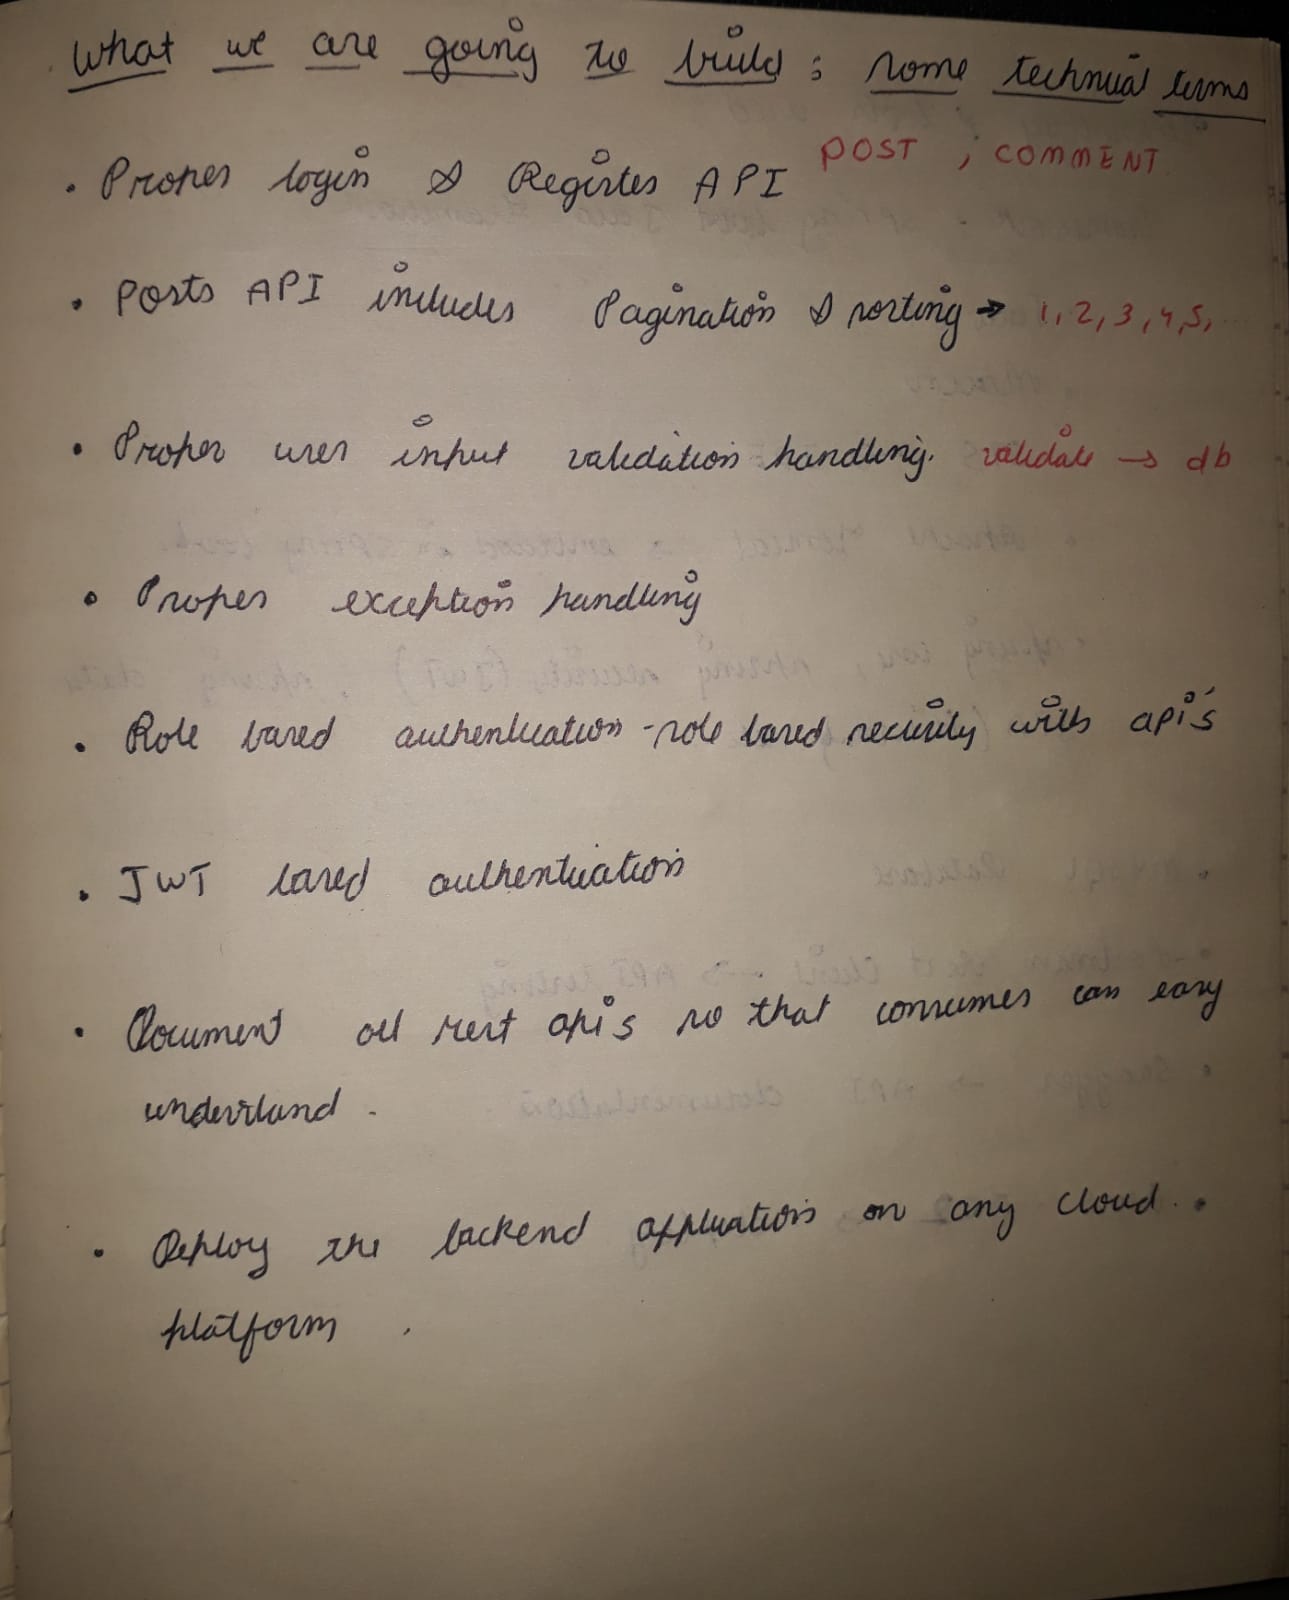 What we are going to build : some technical terms
• Proper login & Register API POST , COMMENT
• Posts API includes Pagination & sorting → 1, 2, 3, 4, 5,
• Proper user input validation handling. validate → db
• Proper exception handling
• Role based authentication - role based security with api's
• JWT based authentication
• Document all rest api's so that consumers can easy
understand .
• Deploy the backend application on any cloud .
platform .